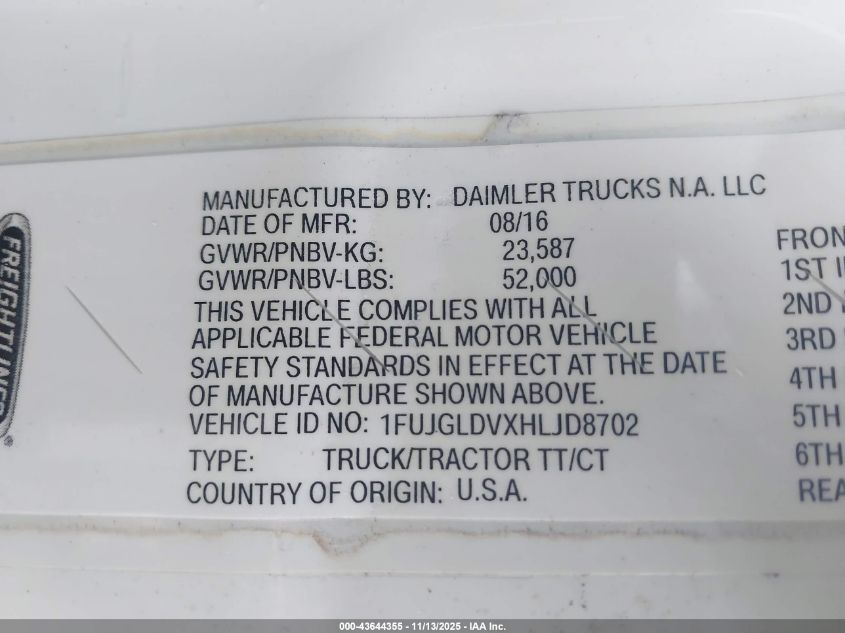 FREIGHTLINER
MANUFACTURED BY: DAIMLER TRUCKS N.A. LLC
DATE OF MFR: 08/16
GVWR/PNBV-KG: 23,587
GVWR/PNBV-LBS: 52,000
THIS VEHICLE COMPLIES WITH ALL
APPLICABLE FEDERAL MOTOR VEHICLE
SAFETY STANDARDS IN EFFECT AT THE DATE
OF MANUFACTURE SHOWN ABOVE.
VEHICLE ID NO: 1FUJGLDVXHLJD8702
TYPE: TRUCK/TRACTOR TT/CT
COUNTRY OF ORIGIN: U.S.A.
FRON
1ST I
2ND
3RD
4TH
5TH
6TH
REA
000-43644355 - 11/13/2025 - IAA Inc.